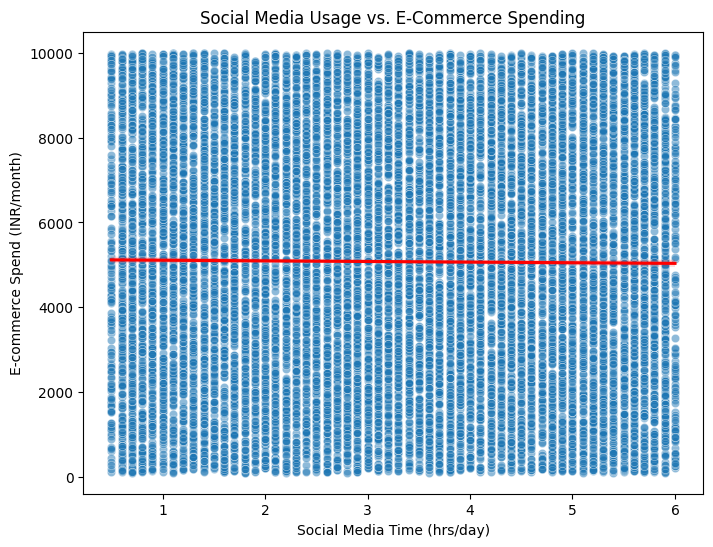 Social Media Usage vs. E-Commerce Spending
10000
8000
6000
4000
2000
0
E-commerce Spend (INR/month)
1 2 3 4 5 6
Social Media Time (hrs/day)